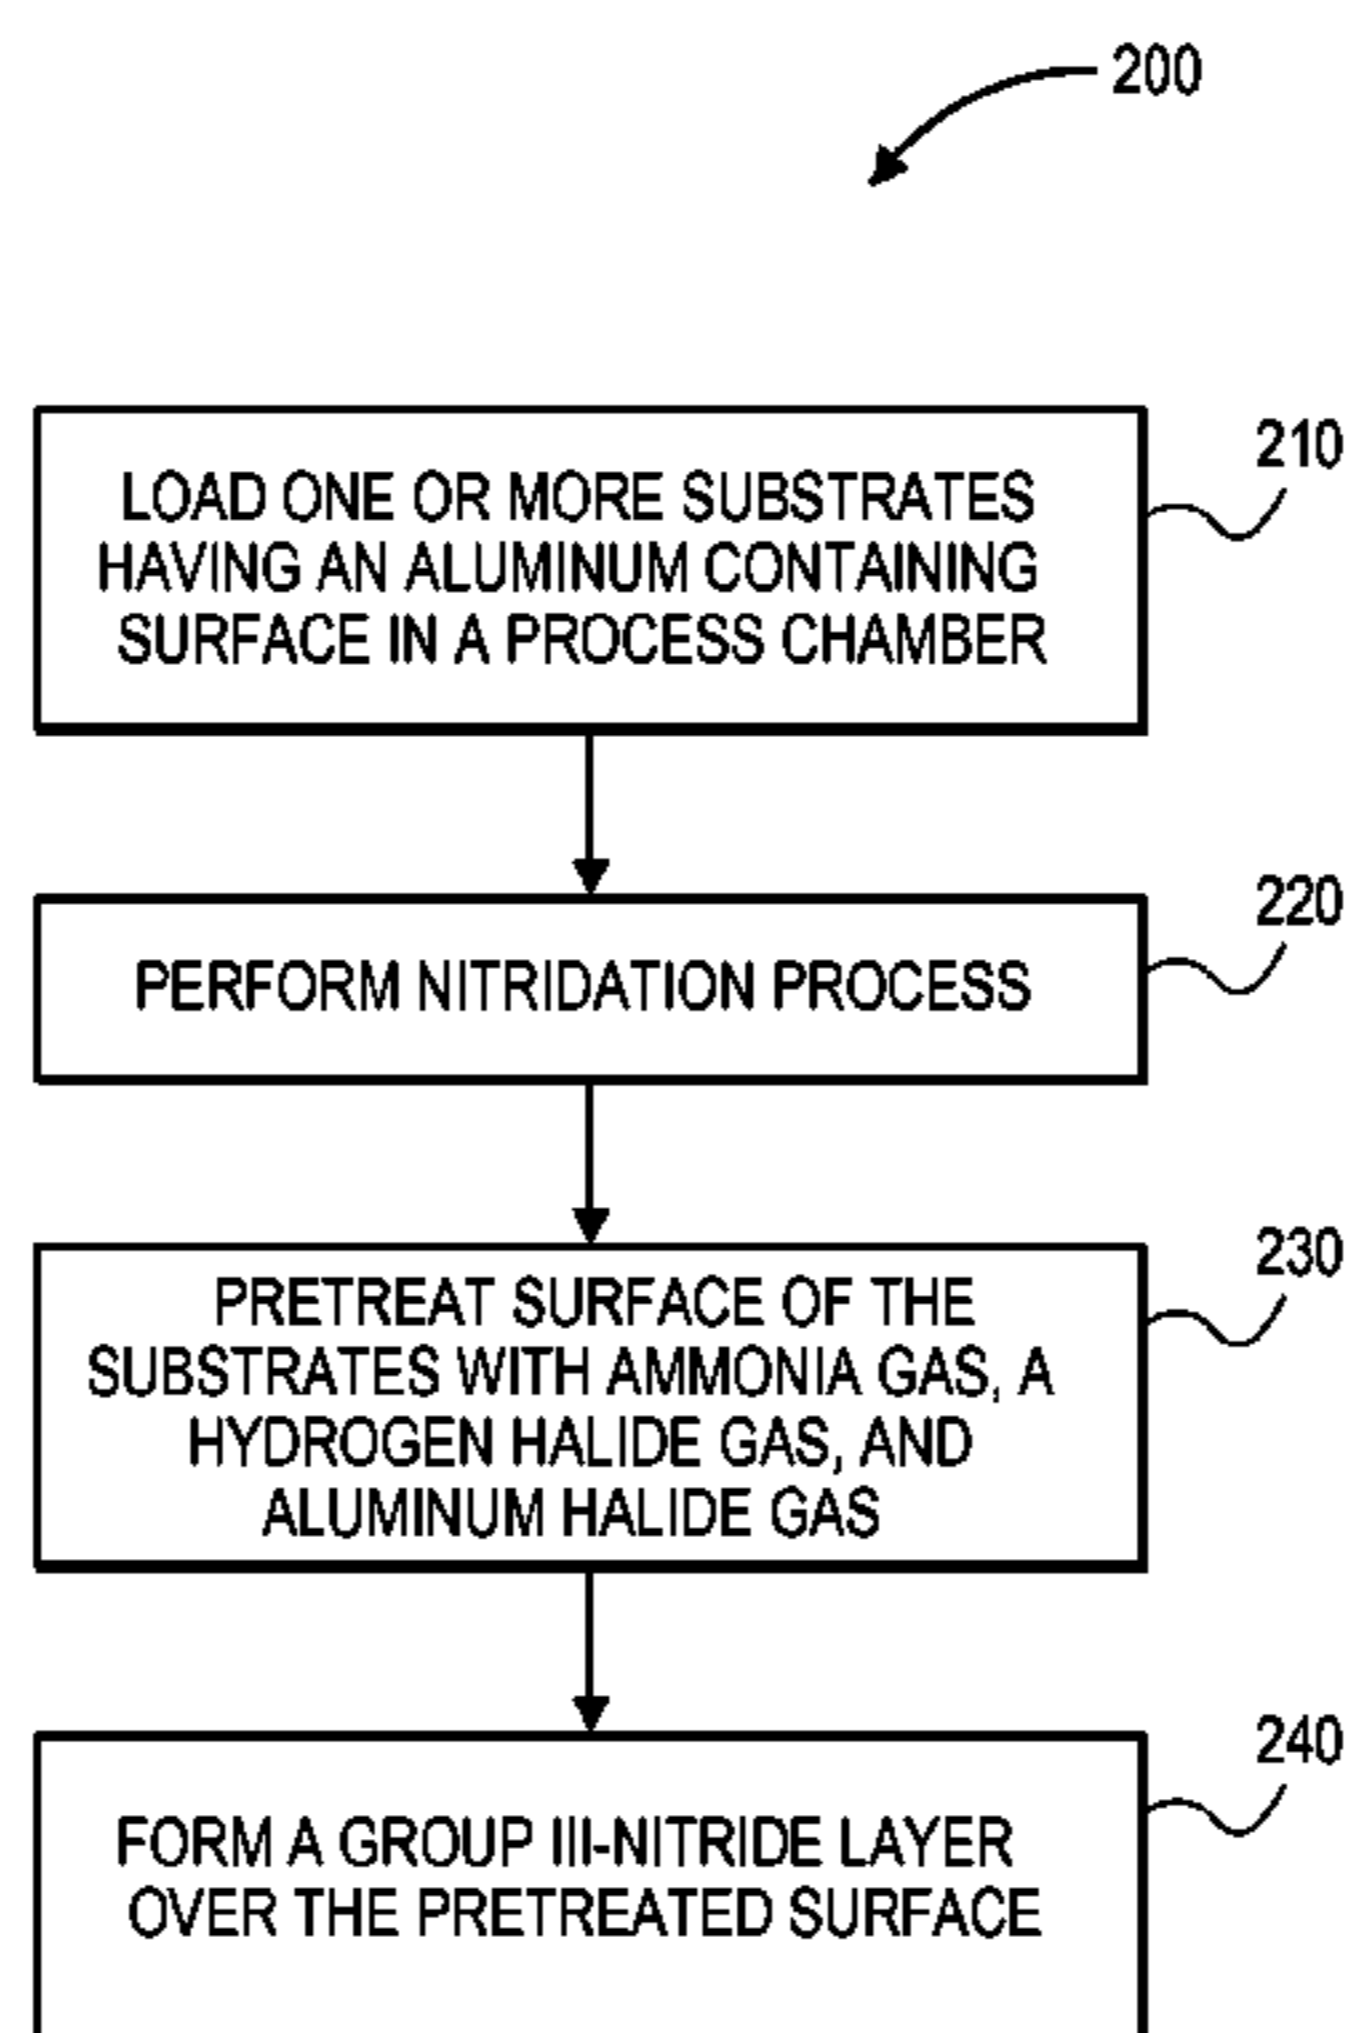 200
LOAD ONE OR MORE SUBSTRATES
HAVING AN ALUMINUM CONTAINING
SURFACE IN A PROCESS CHAMBER
210
PERFORM NITRIDATION PROCESS
220
PRETREAT SURFACE OF THE
SUBSTRATES WITH AMMONIA GAS, A
HYDROGEN HALIDE GAS, AND
ALUMINUM HALIDE GAS
230
FORM A GROUP III-NITRIDE LAYER
OVER THE PRETREATED SURFACE
240